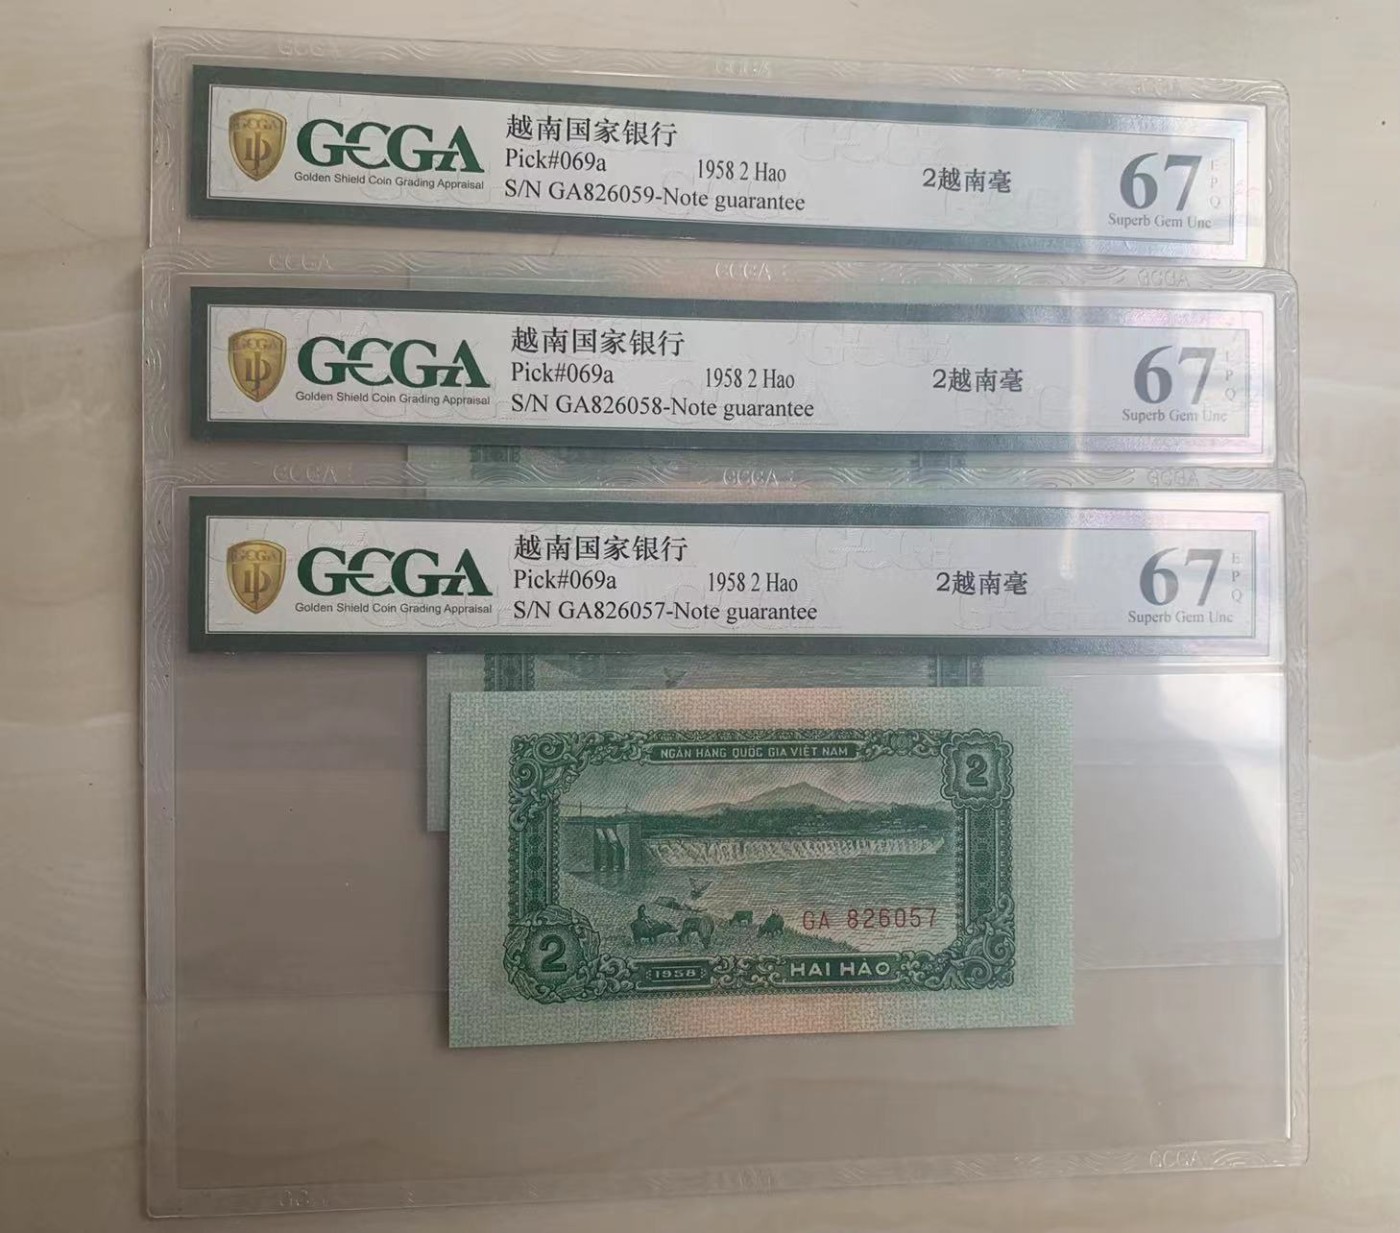 GCGA
Golden Shield Coin Grading Appraisal
越南国家银行
Pick#069a 1958 2 Hao 2越南毫
S/N GA826059-Note guarantee
67 EPQ
Superb Gem Unc
GCGA
GCGA
Golden Shield Coin Grading Appraisal
越南国家银行
Pick#069a 1958 2 Hao 2越南毫
S/N GA826058-Note guarantee
67 EPQ
Superb Gem Unc
GCGA
GCGA
Golden Shield Coin Grading Appraisal
越南国家银行
Pick#069a 1958 2 Hao 2越南毫
S/N GA826057-Note guarantee
67 EPQ
Superb Gem Unc
NGÂN HÀNG QUỐC GIA VIỆT NAM
2
GA 826057
2
1958
HAI HÀO
GCGA